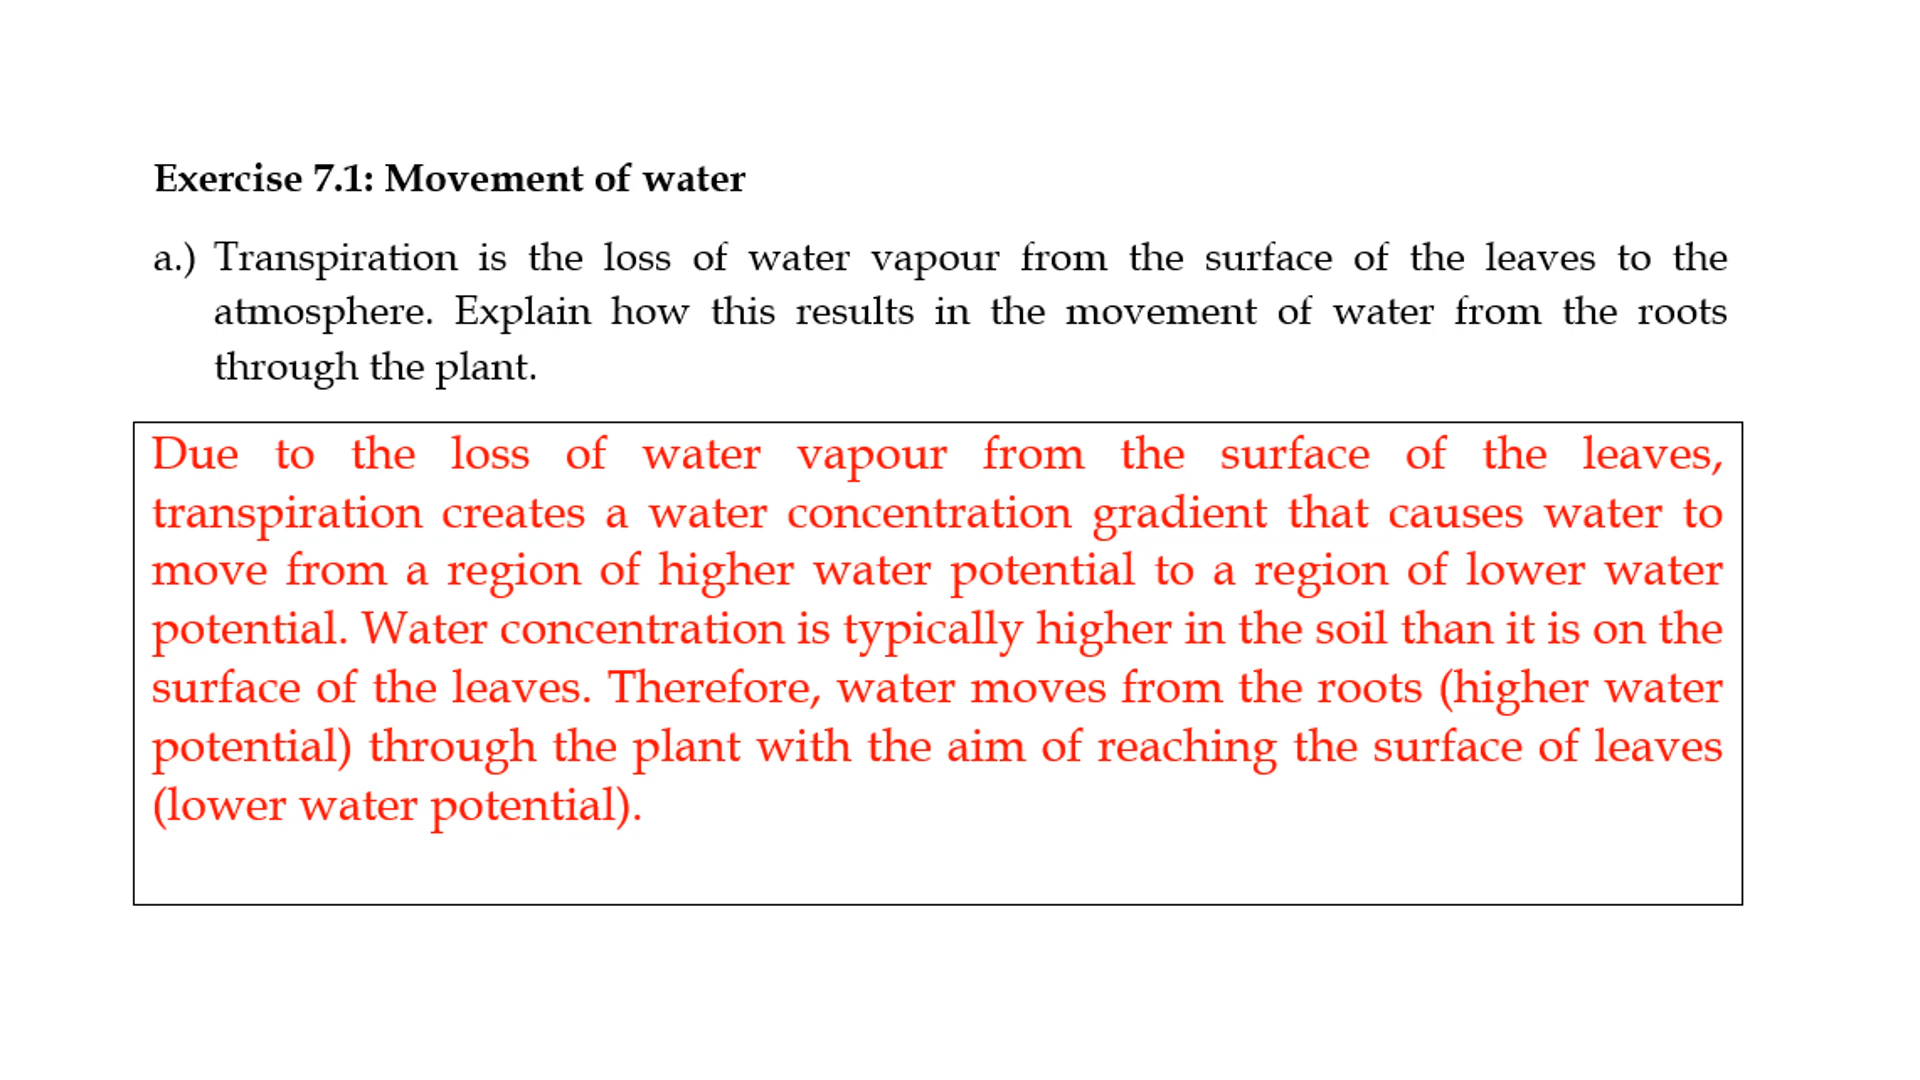 Exercise 7.1: Movement of water
a.) Transpiration is the loss of water vapour from the surface of the leaves to the
atmosphere. Explain how this results in the movement of water from the roots
through the plant.
Due to the loss of water vapour from the surface of the leaves,
transpiration creates a water concentration gradient that causes water to
move from a region of higher water potential to a region of lower water
potential. Water concentration is typically higher in the soil than it is on the
surface of the leaves. Therefore, water moves from the roots (higher water
potential) through the plant with the aim of reaching the surface of leaves
(lower water potential).